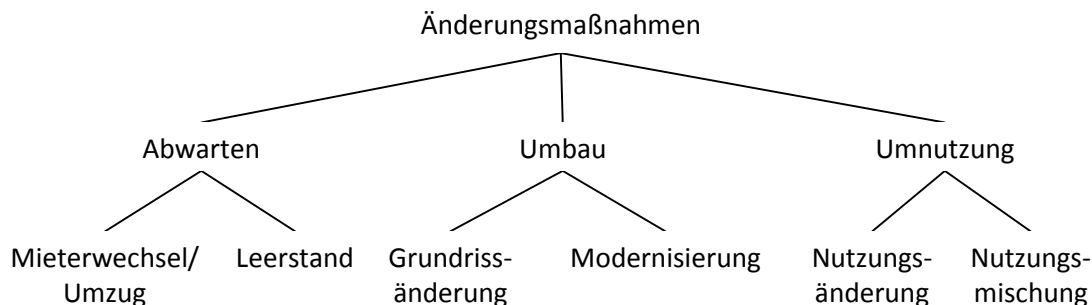 Änderungsmaßnahmen
Abwarten
Umbau
Umnutzung
Mieterwechsel/
Umzug
Leerstand
Grundriss-
änderung
Modernisierung
Nutzungs-
änderung
Nutzungs-
mischung